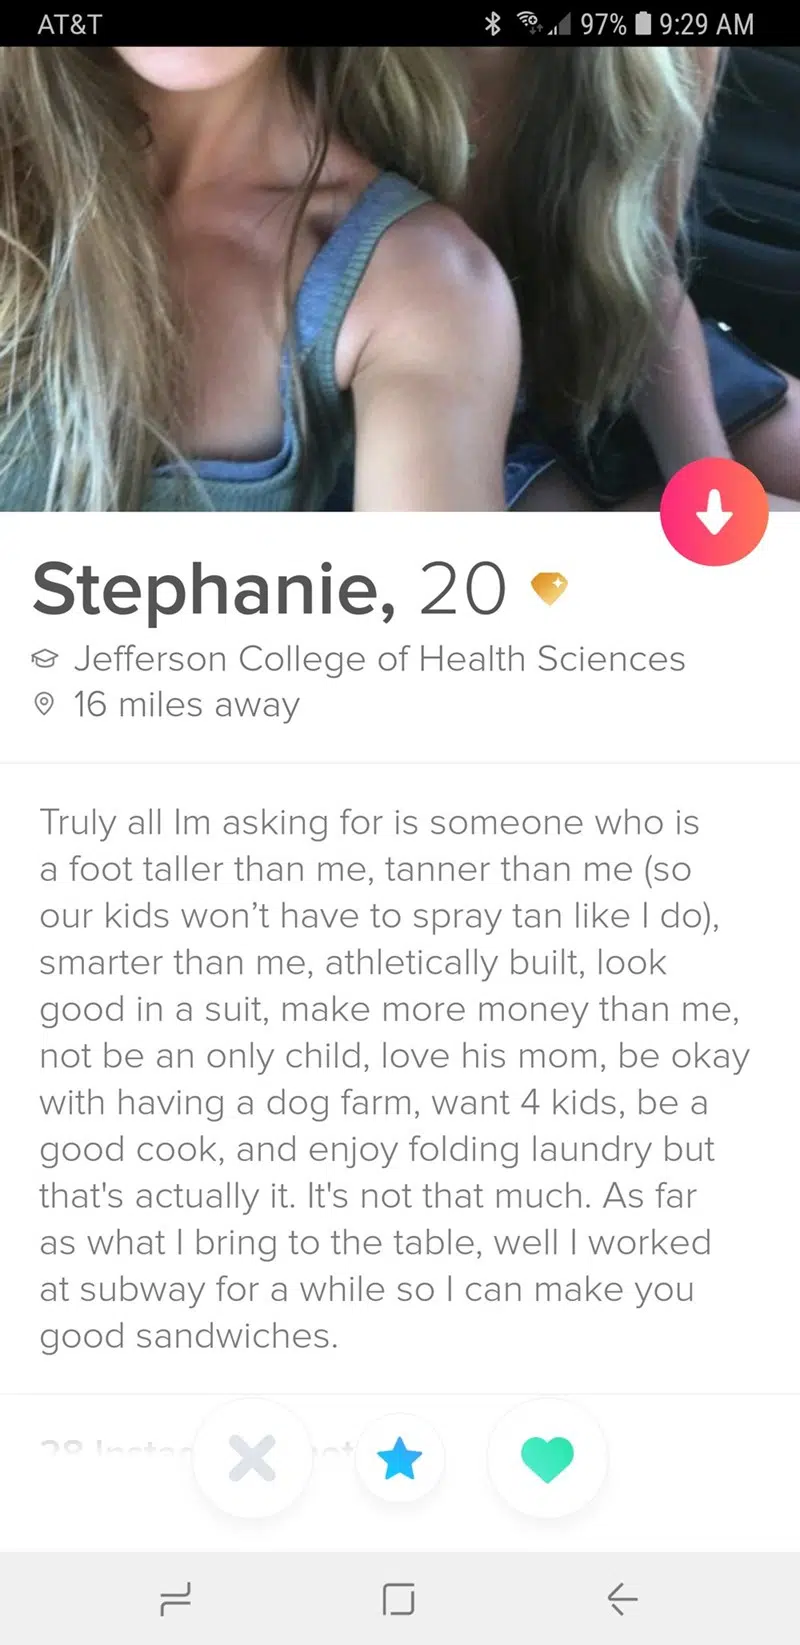 AT&T 97% 9:29 AM
Stephanie, 20
Jefferson College of Health Sciences
16 miles away
Truly all Im asking for is someone who is
a foot taller than me, tanner than me (so
our kids won’t have to spray tan like I do),
smarter than me, athletically built, look
good in a suit, make more money than me,
not be an only child, love his mom, be okay
with having a dog farm, want 4 kids, be a
good cook, and enjoy folding laundry but
that's actually it. It's not that much. As far
as what I bring to the table, well I worked
at subway for a while so I can make you
good sandwiches.